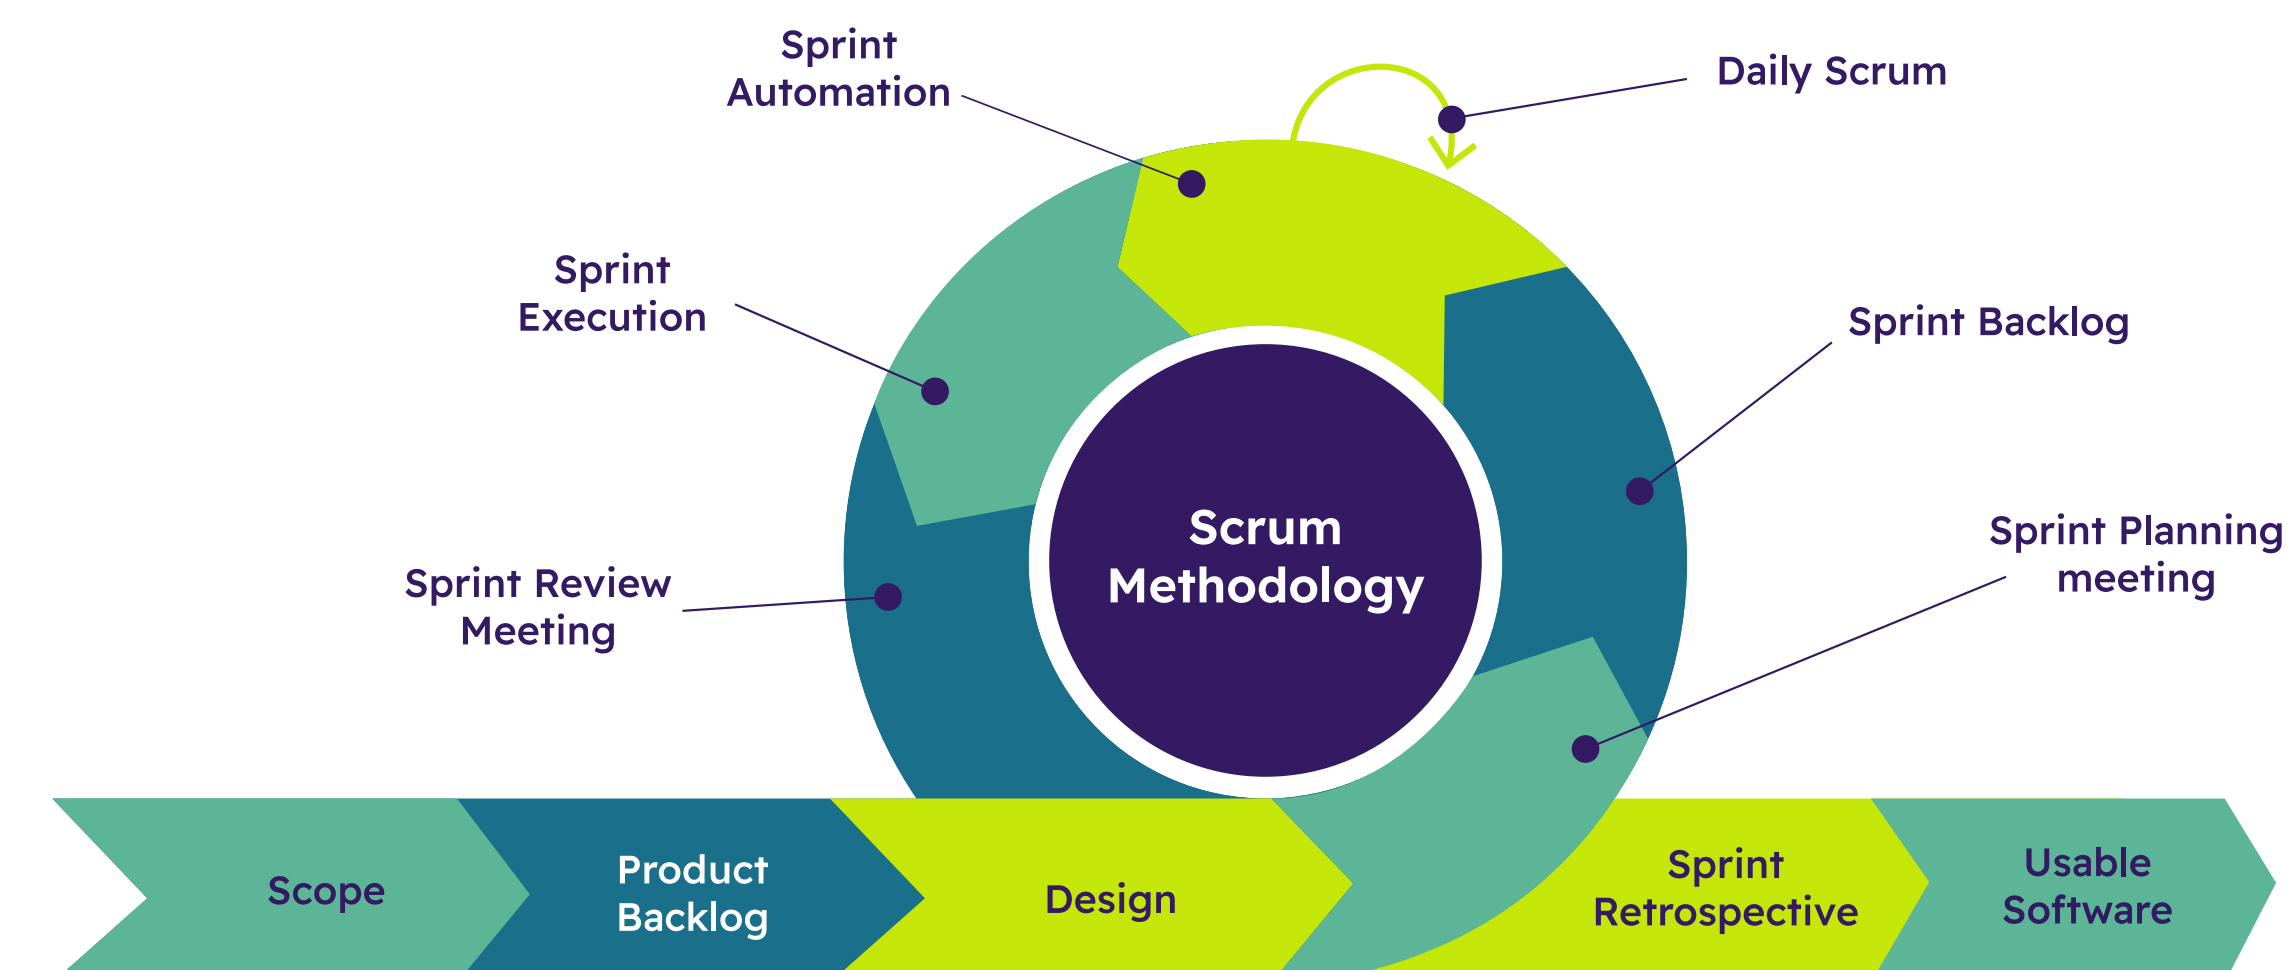 Sprint
Automation
Daily Scrum
Sprint
Execution
Sprint Backlog
Sprint Planning
meeting
Sprint Review
Meeting
Scrum
Methodology
Scope
Product
Backlog
Design
Sprint
Retrospective
Usable
Software